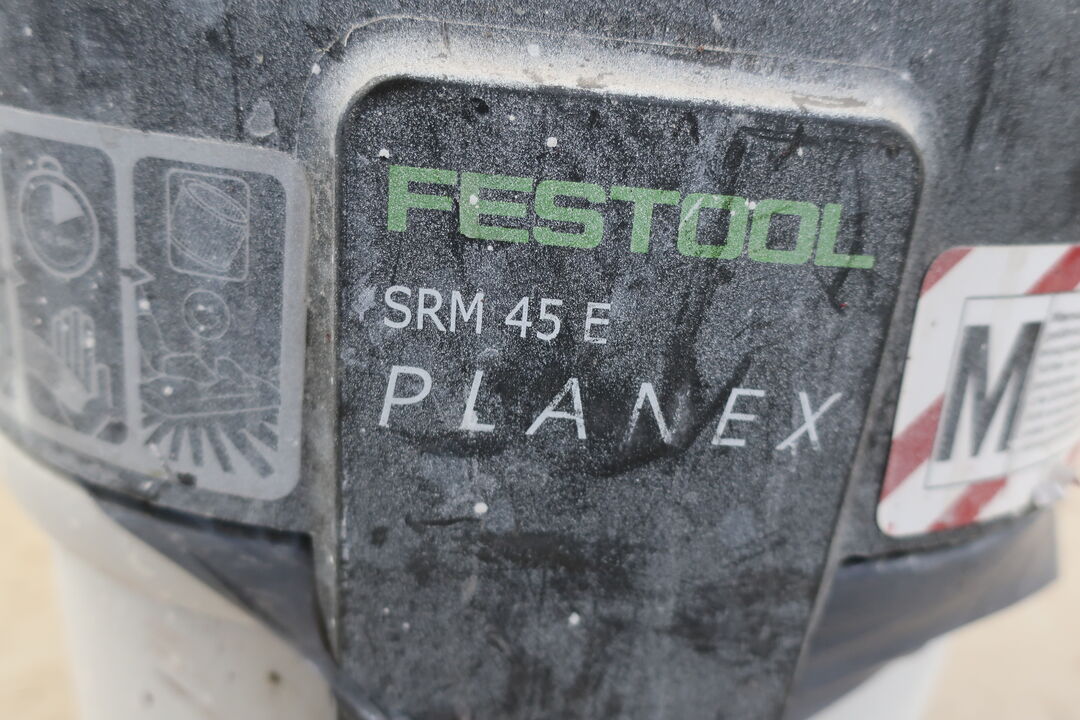 FESTOOL
SRM 45 E
PLANEX
M